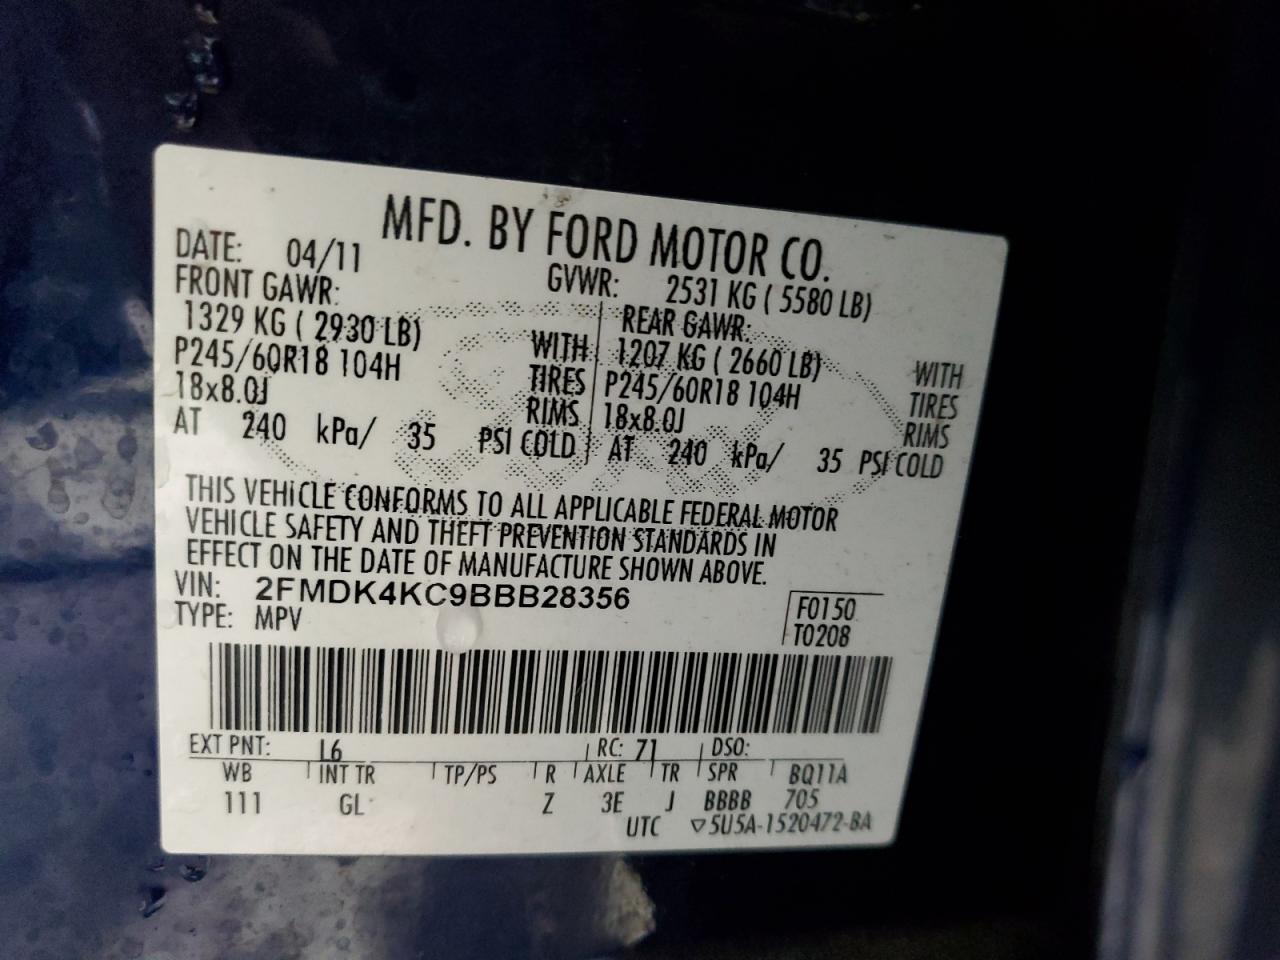 MFD. BY FORD MOTOR CO.
DATE: 04/11 GVWR: 2531 KG ( 5580 LB)
FRONT GAWR: REAR GAWR:
1329 KG ( 2930 LB) WITH 1207 KG ( 2660 LB) WITH
P245/60R18 104H TIRES P245/60R18 104H TIRES
18x8.0J RIMS 18x8.0J RIMS
AT 240 kPa/ 35 PSI COLD AT 240 kPa/ 35 PSI COLD
THIS VEHICLE CONFORMS TO ALL APPLICABLE FEDERAL MOTOR
VEHICLE SAFETY AND THEFT PREVENTION STANDARDS IN
EFFECT ON THE DATE OF MANUFACTURE SHOWN ABOVE.
VIN: 2FMDK4KC9BBB28356 F0150
TYPE: MPV T0208
EXT PNT: L6 RC: 71 DSO:
WB INT TR TP/PS R AXLE TR SPR BQ11A
111 GL Z 3E J BBBB 705
UTC ▽5U5A-1520472-BA